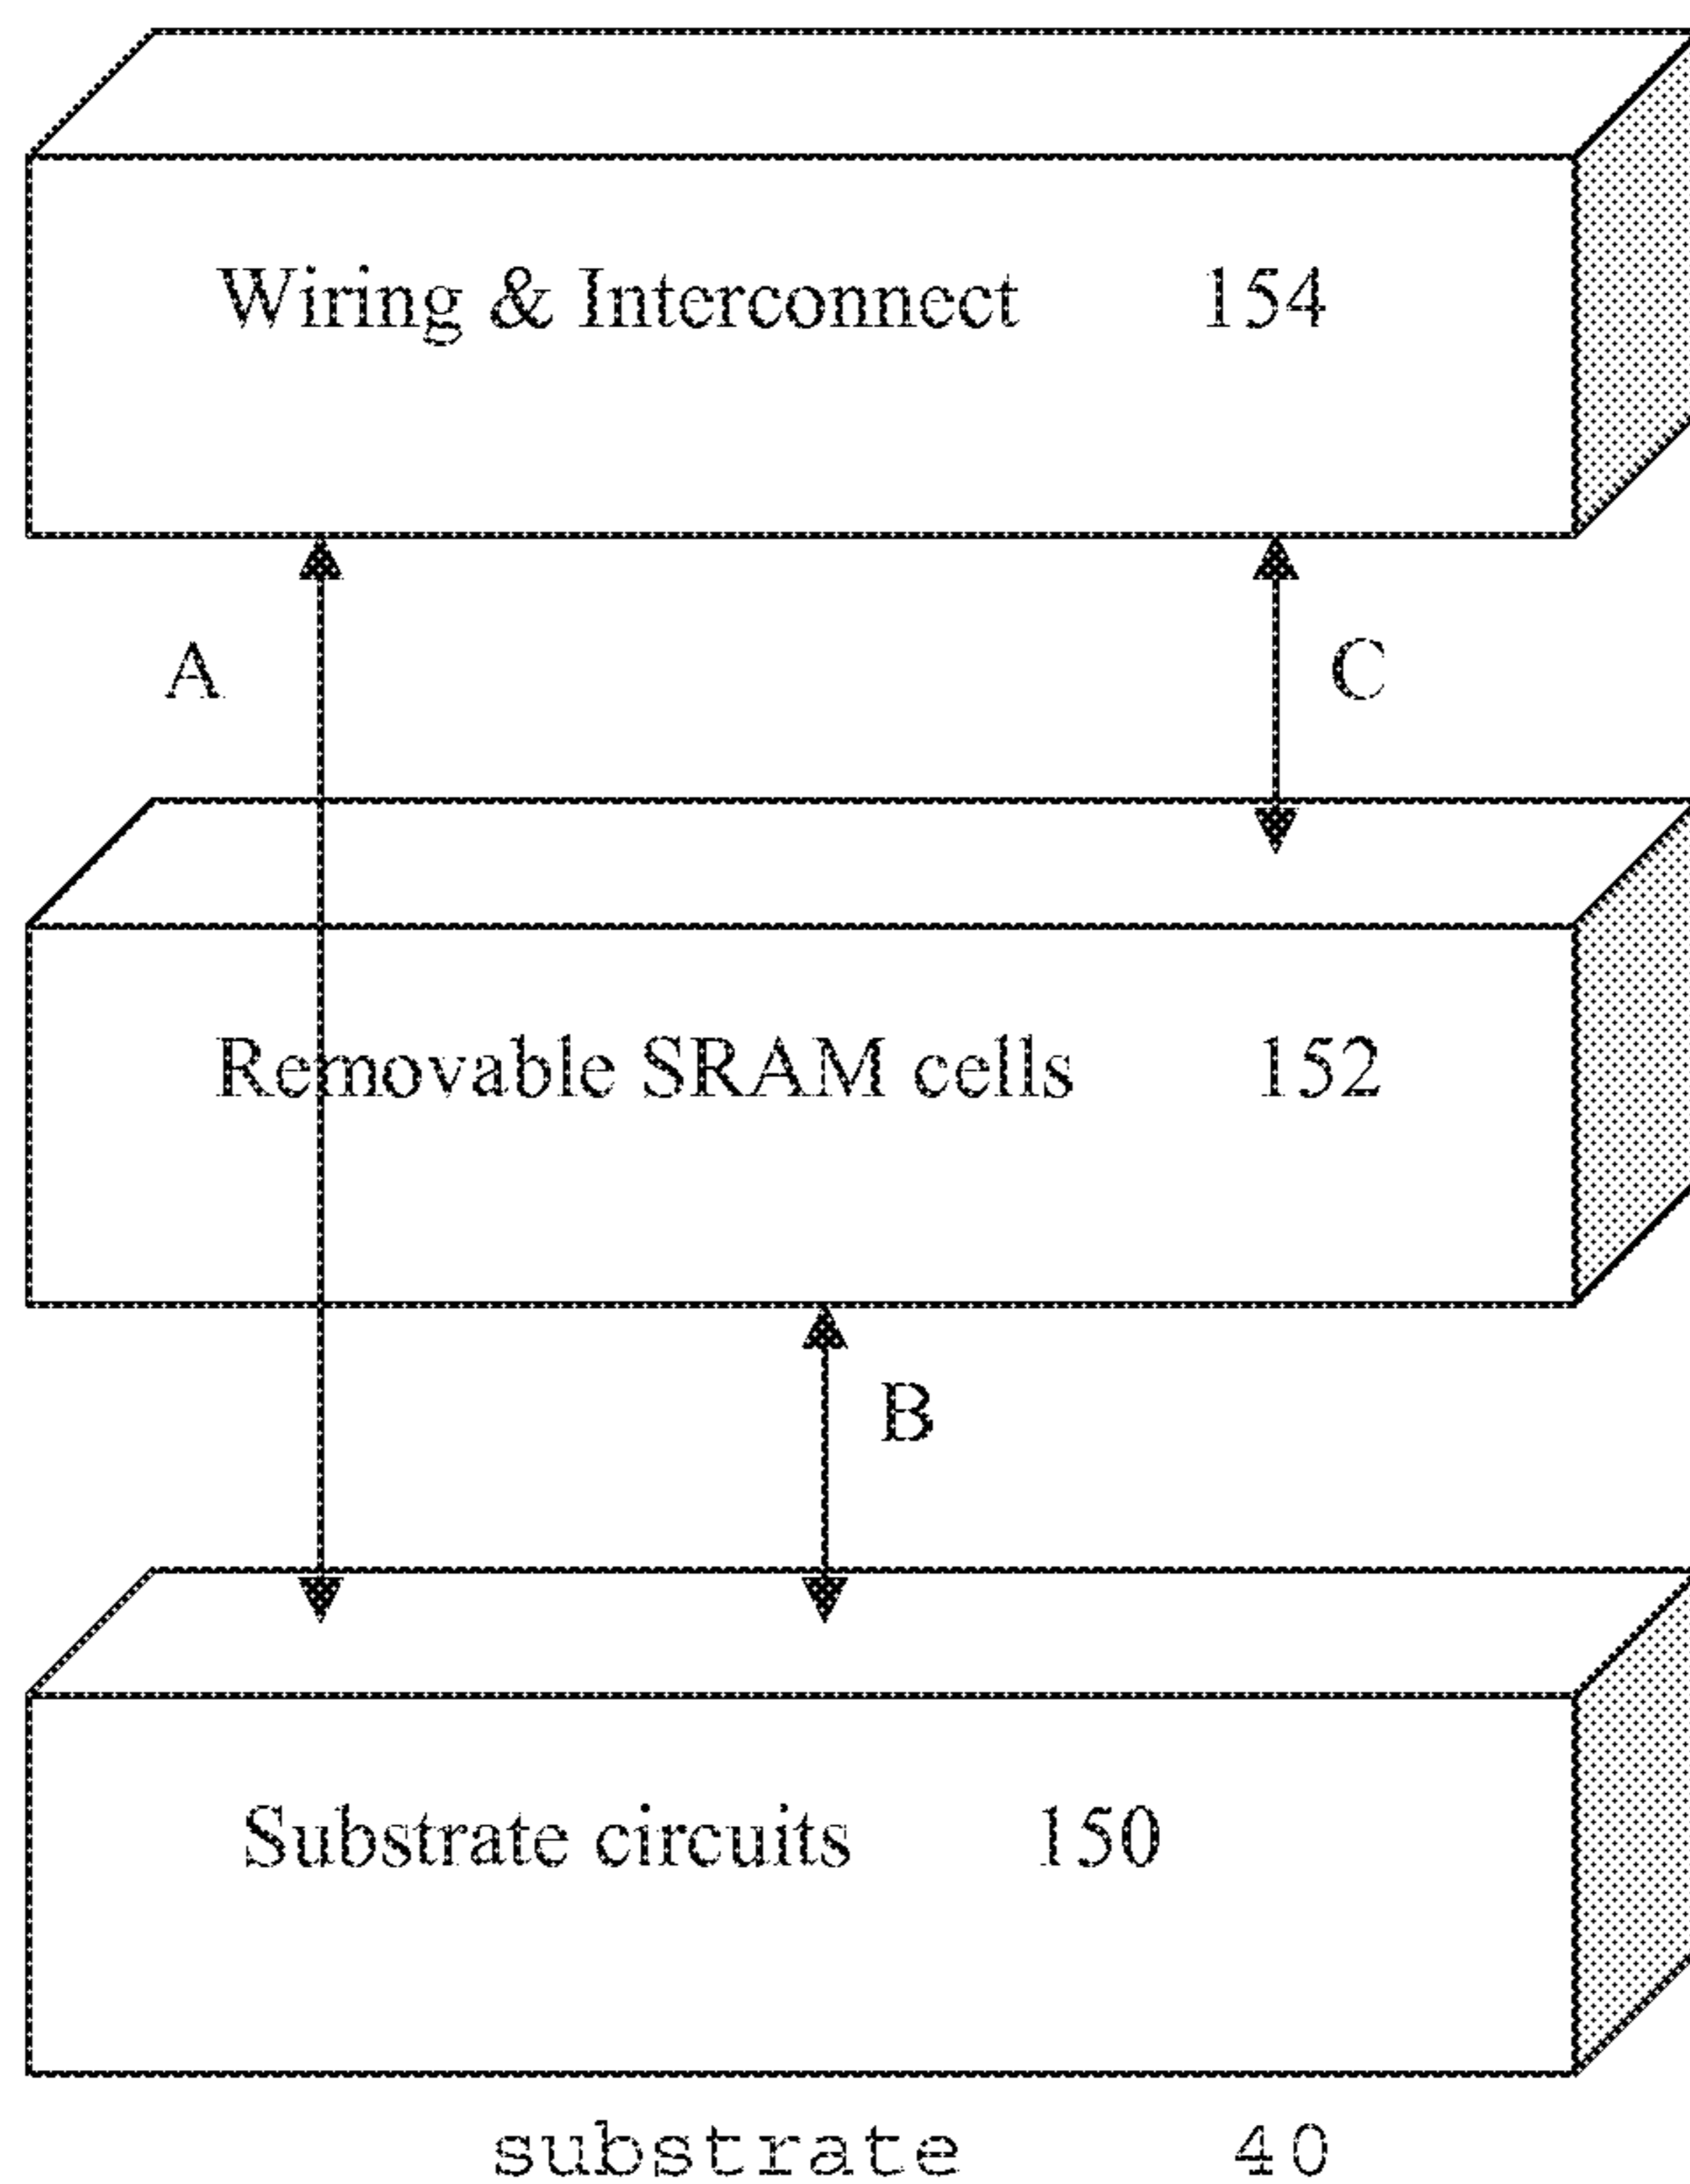 Wiring & Interconnect 154
A
C
Removable SRAM cells 152
B
Substrate circuits 150
substrate 40